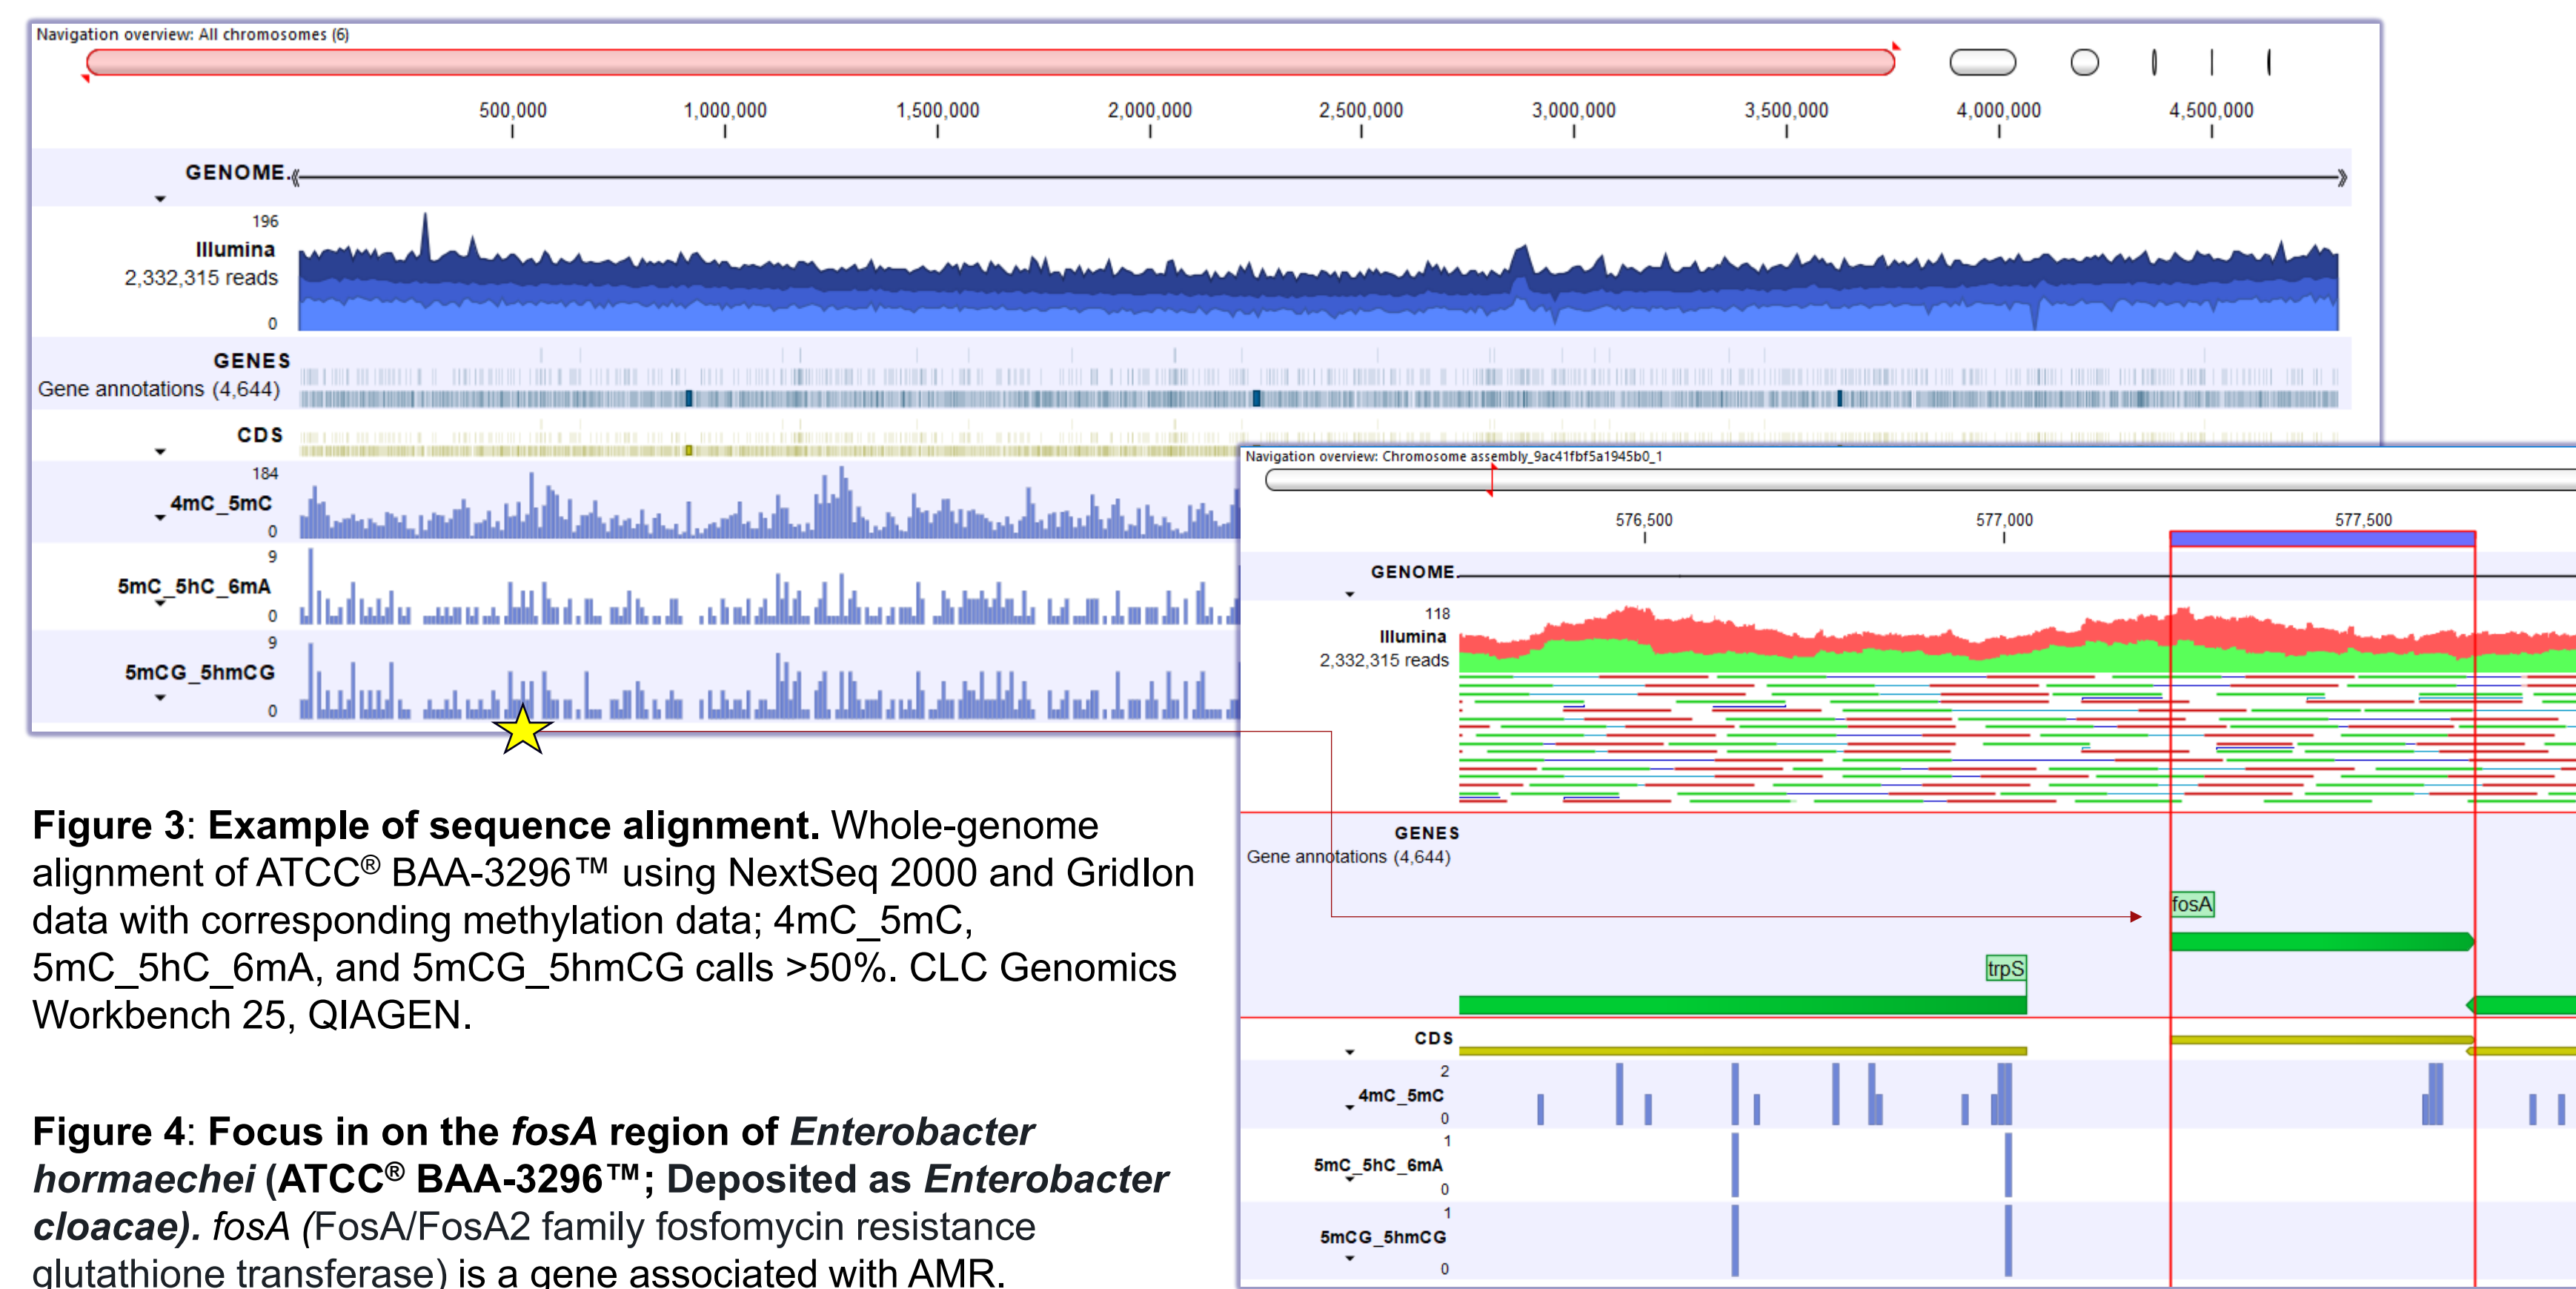 Navigation overview: All chromosomes (6)
500,000 1,000,000 1,500,000 2,000,000 2,500,000 3,000,000 3,500,000 4,000,000 4,500,000
GENOME.
196
Illumina
2,332,315 reads
0
GENES
Gene annotations (4,644)
CDS
184
4mC_5mC
0
9
5mC_5hC_6mA
0
9
5mCG_5hmCG
0
Navigation overview: Chromosome assembly_9ac41fbf5a1945b0_1
576,500 577,000 577,500
GENOME.
118
Illumina
2,332,315 reads
GENES
Gene annotations (4,644)
fosA
trpS
CDS
2
4mC_5mC
0
1
5mC_5hC_6mA
0
1
5mCG_5hmCG
0
Figure 3: Example of sequence alignment. Whole-genome
alignment of ATCC® BAA-3296™ using NextSeq 2000 and GridIon
data with corresponding methylation data; 4mC_5mC,
5mC_5hC_6mA, and 5mCG_5hmCG calls >50%. CLC Genomics
Workbench 25, QIAGEN.
Figure 4: Focus in on the fosA region of Enterobacter
hormaechei (ATCC® BAA-3296™; Deposited as Enterobacter
cloacae). fosA (FosA/FosA2 family fosfomycin resistance
glutathione transferase) is a gene associated with AMR.